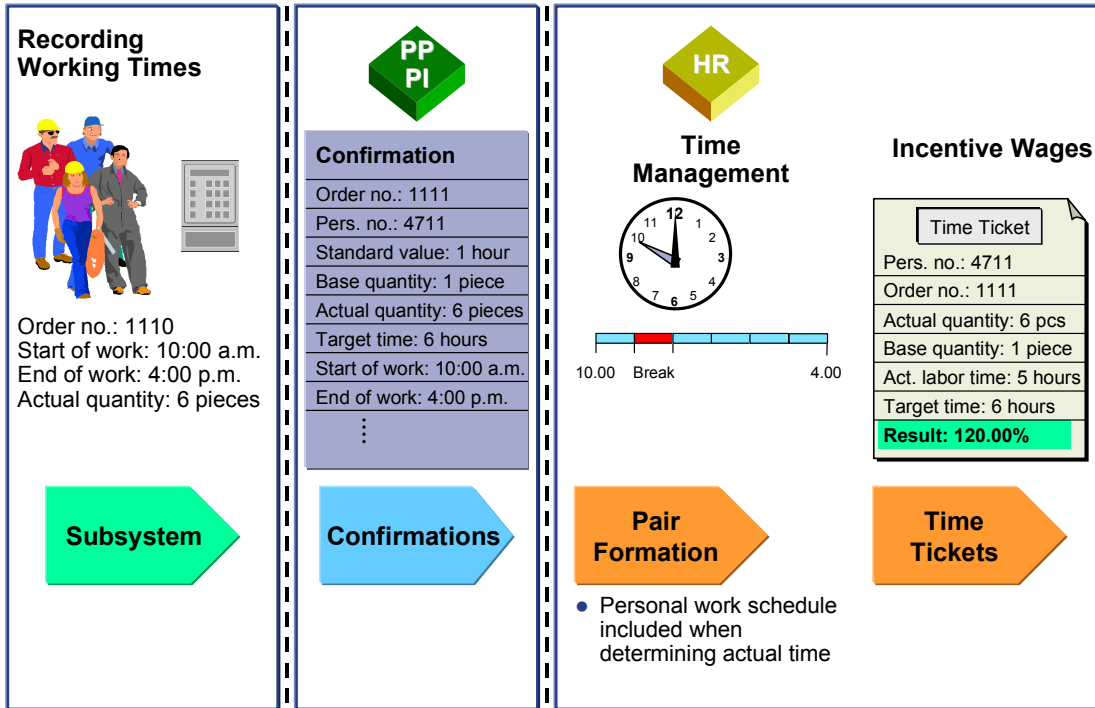 Recording
Working Times
Order no.: 1110
Start of work: 10:00 a.m.
End of work: 4:00 p.m.
Actual quantity: 6 pieces
Subsystem
PP
PI
Confirmation
Order no.: 1111
Pers. no.: 4711
Standard value: 1 hour
Base quantity: 1 piece
Actual quantity: 6 pieces
Target time: 6 hours
Start of work: 10:00 a.m.
End of work: 4:00 p.m.
Confirmations
HR
Time
Management
12
1
2
3
4
5
6
7
8
9
10
11
10.00 Break 4.00
Pair
Formation
• Personal work schedule
included when
determining actual time
Incentive Wages
Time Ticket
Pers. no.: 4711
Order no.: 1111
Actual quantity: 6 pcs
Base quantity: 1 piece
Act. labor time: 5 hours
Target time: 6 hours
Result: 120.00%
Time
Tickets